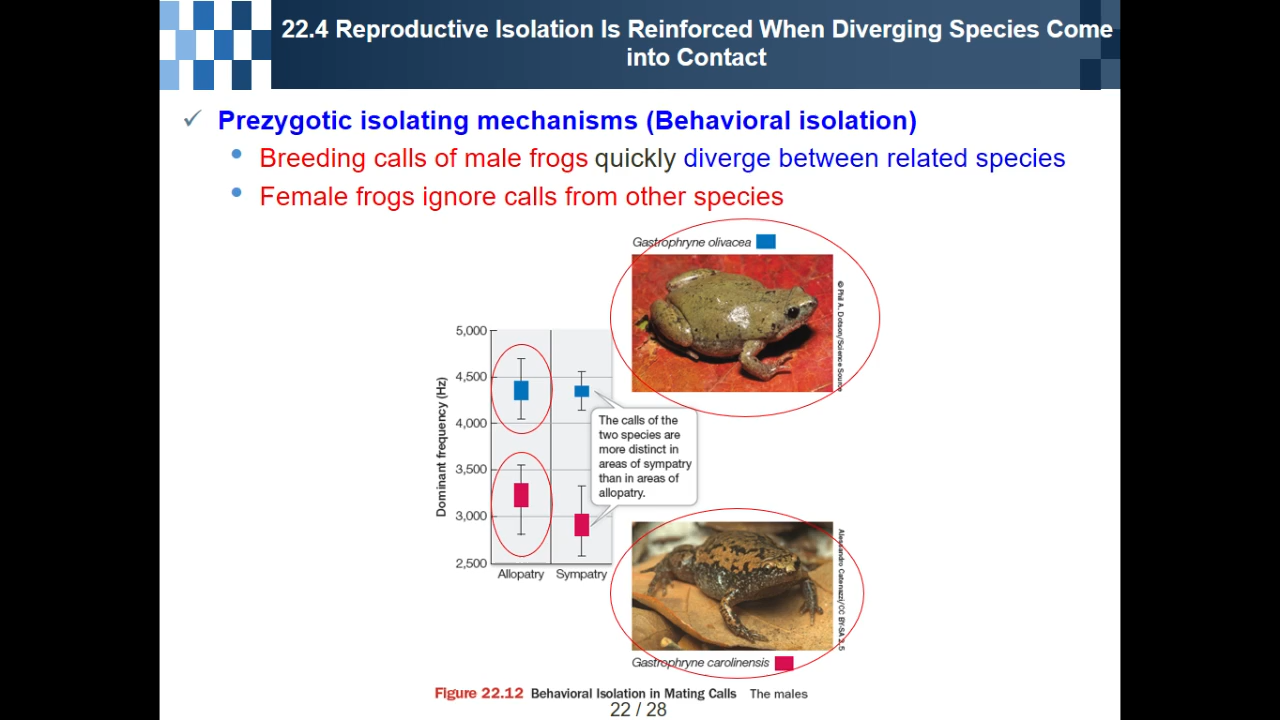 22.4 Reproductive Isolation Is Reinforced When Diverging Species Come
into Contact
✓ Prezygotic isolating mechanisms (Behavioral isolation)
• Breeding calls of male frogs quickly diverge between related species
• Female frogs ignore calls from other species
Gastrophryne olivacea
© Phil A. Dotson/Science Source
5,000
4,500
4,000
3,500
3,000
2,500
Dominant frequency (Hz)
Allopatry Sympatry
The calls of the
two species are
more distinct in
areas of sympatry
than in areas of
allopatry.
Alessandro Catenazzi/CC BY-SA 2.5
Gastrophryne carolinensis
Figure 22.12 Behavioral Isolation in Mating Calls The males
22 / 28